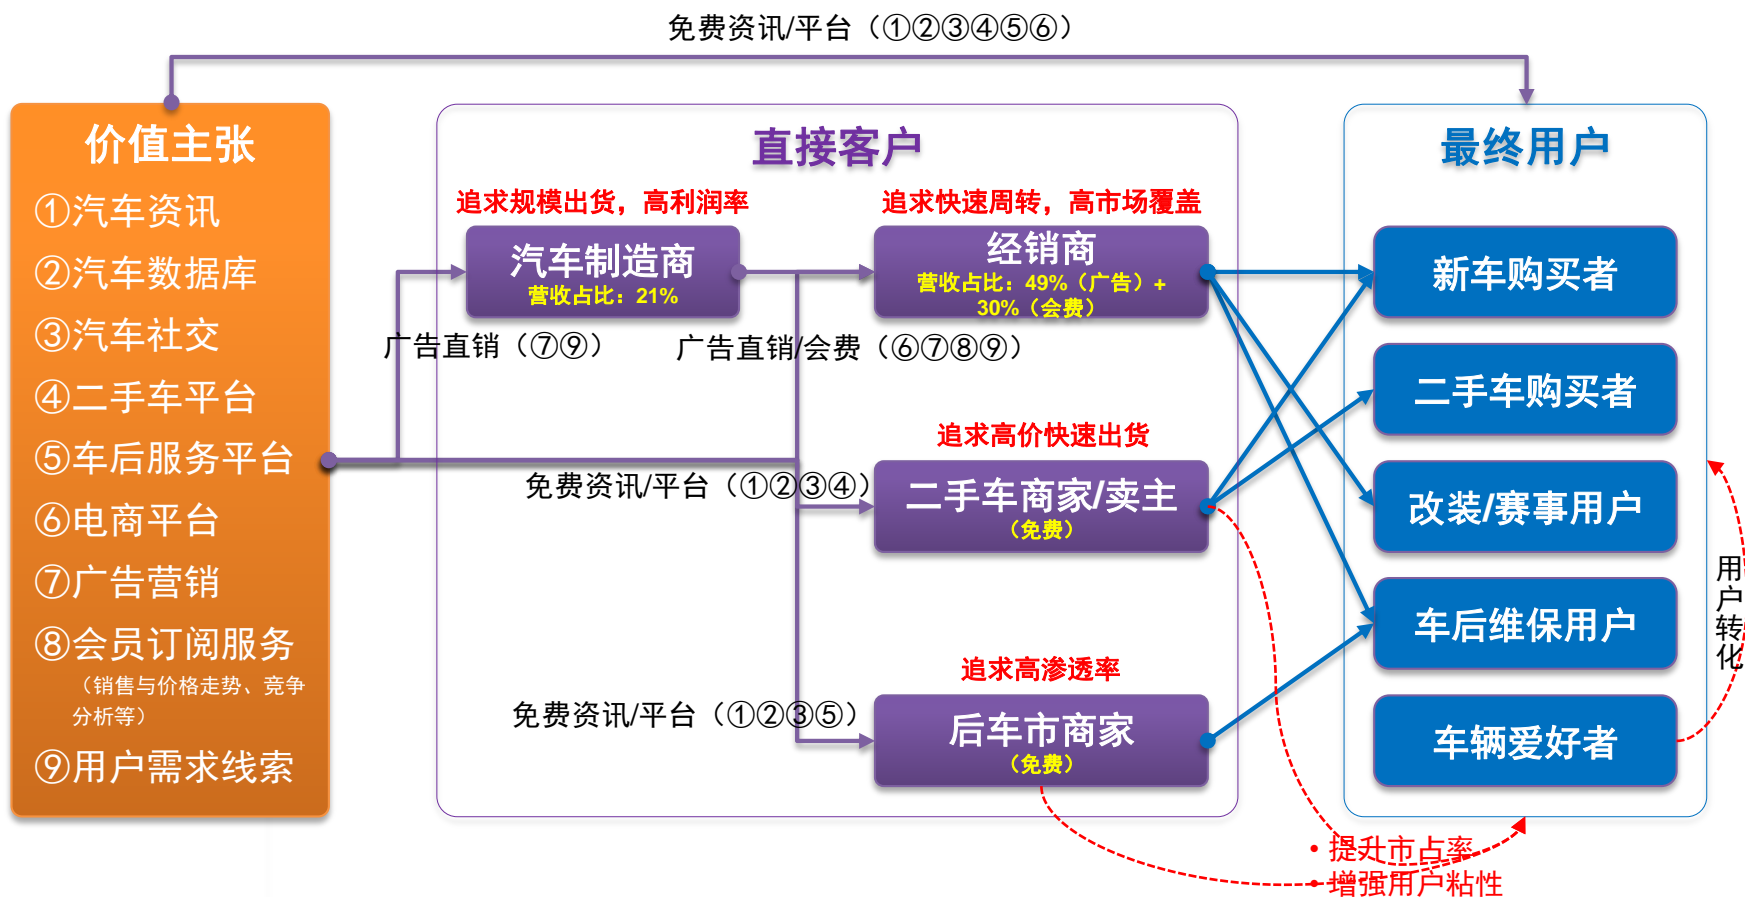 免费资讯/平台（①②③④⑤⑥）
价值主张
①汽车资讯
②汽车数据库
③汽车社交
④二手车平台
⑤车后服务平台
⑥电商平台
⑦广告营销
⑧会员订阅服务
（销售与价格走势、竞争
分析等）
⑨用户需求线索
直接客户
追求规模出货，高利润率
汽车制造商
营收占比：21%
广告直销（⑦⑨）
追求快速周转，高市场覆盖
经销商
营收占比：49%（广告）+
30%（会费）
广告直销/会费（⑥⑦⑧⑨）
追求高价快速出货
免费资讯/平台（①②③④）
二手车商家/卖主
（免费）
追求高渗透率
免费资讯/平台（①②③⑤）
后车市商家
（免费）
最终用户
新车购买者
二手车购买者
改装/赛事用户
车后维保用户
车辆爱好者
用户转化
• 提升市占率
• 增强用户粘性